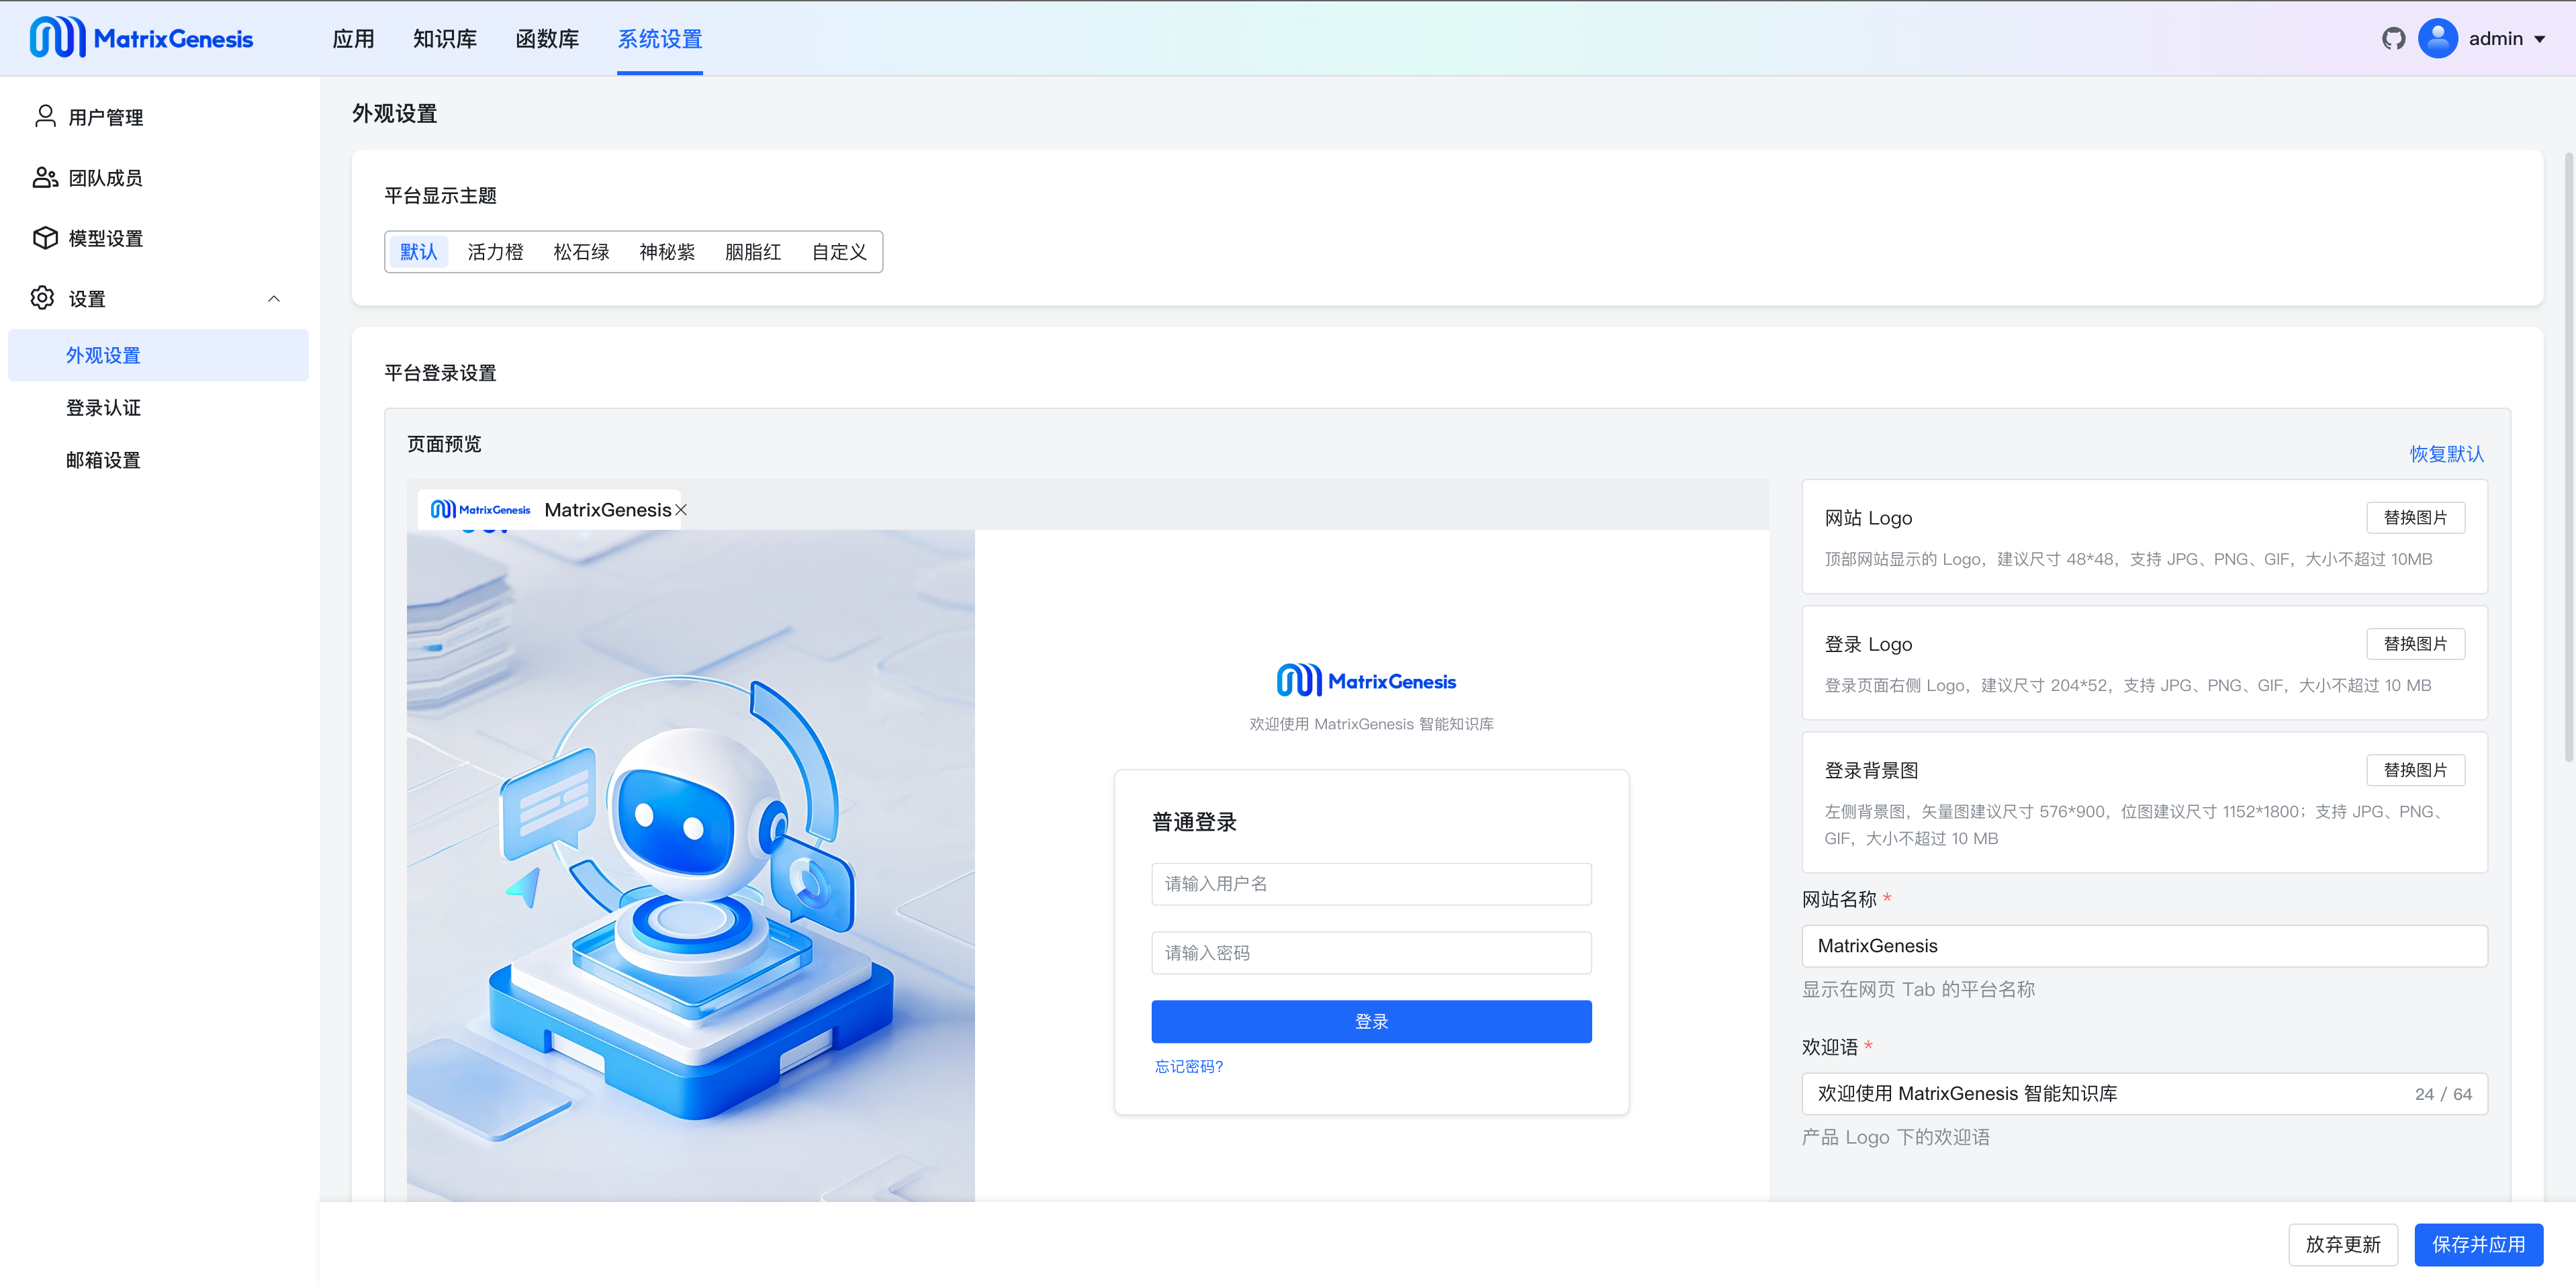 MatrixGenesis
应用 知识库 函数库 系统设置
admin
用户管理
团队成员
模型设置
设置
外观设置
登录认证
邮箱设置
外观设置
平台显示主题
默认 活力橙 松石绿 神秘紫 胭脂红 自定义
平台登录设置
页面预览
恢复默认
MatrixGenesis MatrixGenesis
MatrixGenesis
欢迎使用 MatrixGenesis 智能知识库
普通登录
请输入用户名
请输入密码
登录
忘记密码?
网站 Logo
替换图片
顶部网站显示的 Logo，建议尺寸 48*48，支持 JPG、PNG、GIF，大小不超过 10MB
登录 Logo
替换图片
登录页面右侧 Logo，建议尺寸 204*52，支持 JPG、PNG、GIF，大小不超过 10 MB
登录背景图
替换图片
左侧背景图，矢量图建议尺寸 576*900，位图建议尺寸 1152*1800；支持 JPG、PNG、
GIF，大小不超过 10 MB
网站名称 *
MatrixGenesis
显示在网页 Tab 的平台名称
欢迎语 *
欢迎使用 MatrixGenesis 智能知识库 24 / 64
产品 Logo 下的欢迎语
放弃更新 保存并应用